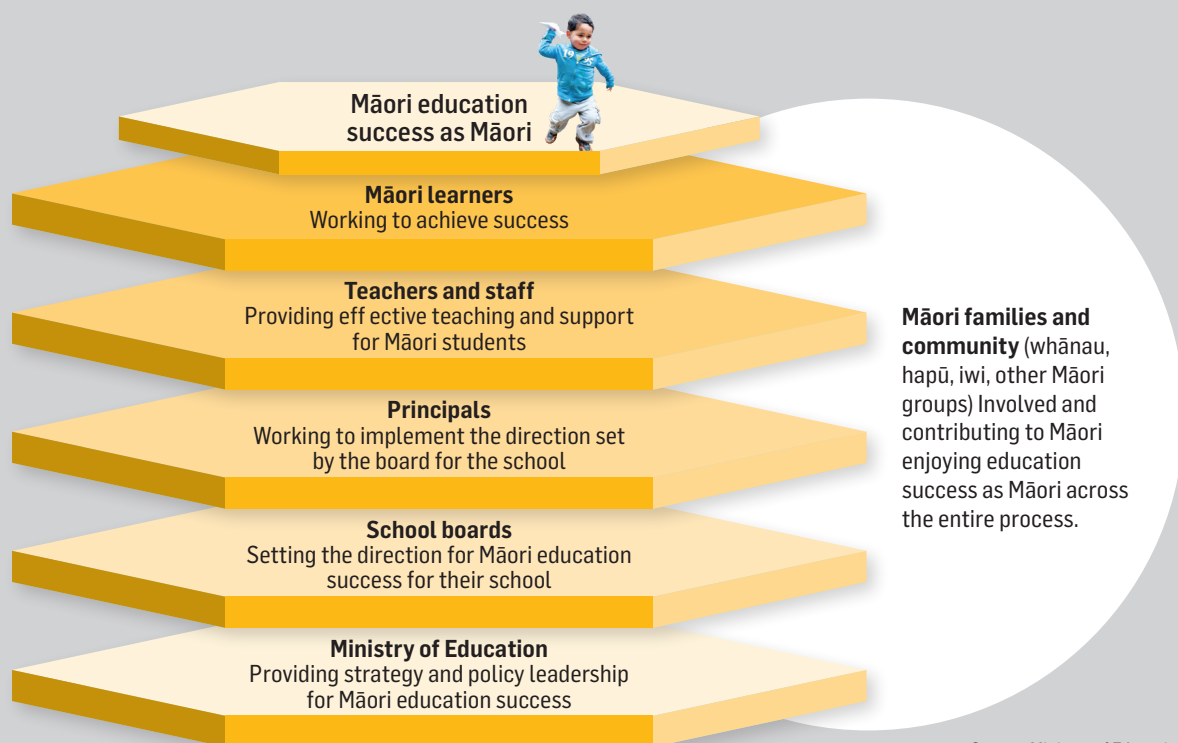 Māori education
success as Māori
Māori learners
Working to achieve success
Teachers and staff
Providing eff ective teaching and support
for Māori students
Principals
Working to implement the direction set
by the board for the school
School boards
Setting the direction for Māori education
success for their school
Ministry of Education
Providing strategy and policy leadership
for Māori education success
Māori families and
community (whānau,
hapū, iwi, other Māori
groups) Involved and
contributing to Māori
enjoying education
success as Māori across
the entire process.